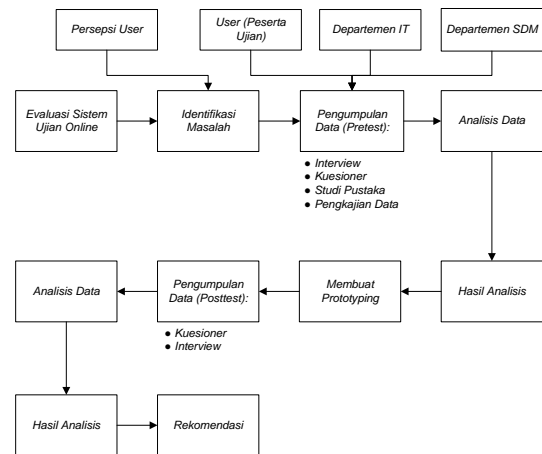 Persepsi User
User (Peserta
Ujian)
Departemen IT
Departemen SDM
Evaluasi Sistem
Ujian Online
Identifikasi
Masalah
Pengumpulan
Data (Pretest):
Analisis Data
● Interview
● Kuesioner
● Studi Pustaka
● Pengkajian Data
Analisis Data
Pengumpulan
Data (Posttest):
Membuat
Prototyping
Hasil Analisis
● Kuesioner
● Interview
Hasil Analisis
Rekomendasi